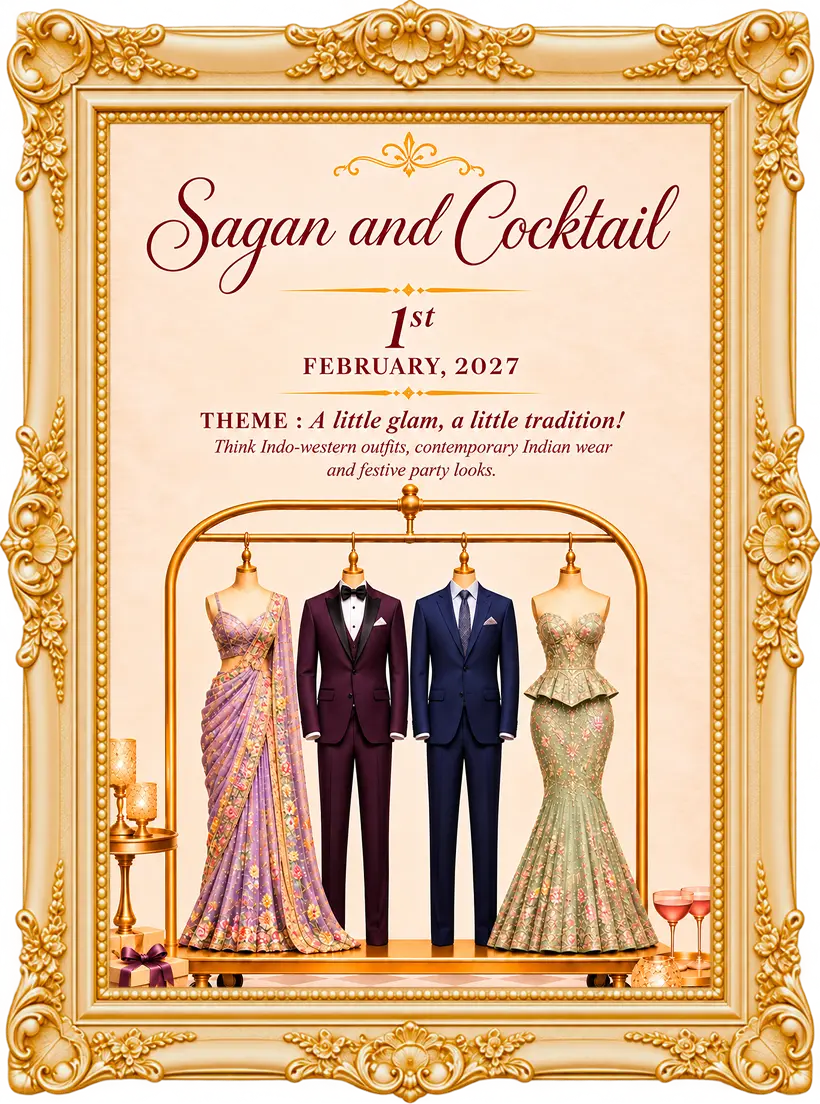 Sagan and Cocktail
1st
FEBRUARY, 2027
THEME : A little glam, a little tradition!
Think Indo-western outfits, contemporary Indian wear
and festive party looks.